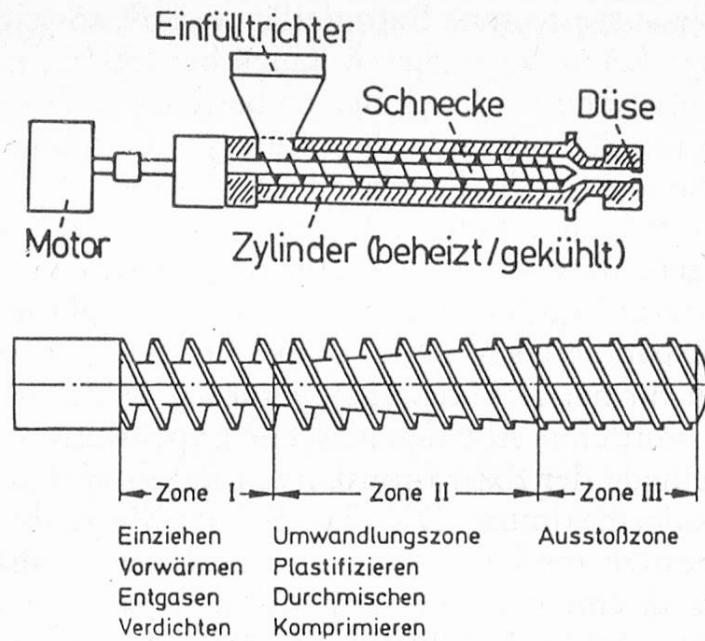 Einfülltrichter
Schnecke
Düse
Motor
Zylinder (beheizt/gekühlt)
Zone I
Zone II
Zone III
Einziehen
Vorwärmen
Entgasen
Verdichten
Umwandlungszone
Plastifizieren
Durchmischen
Komprimieren
Ausstoßzone